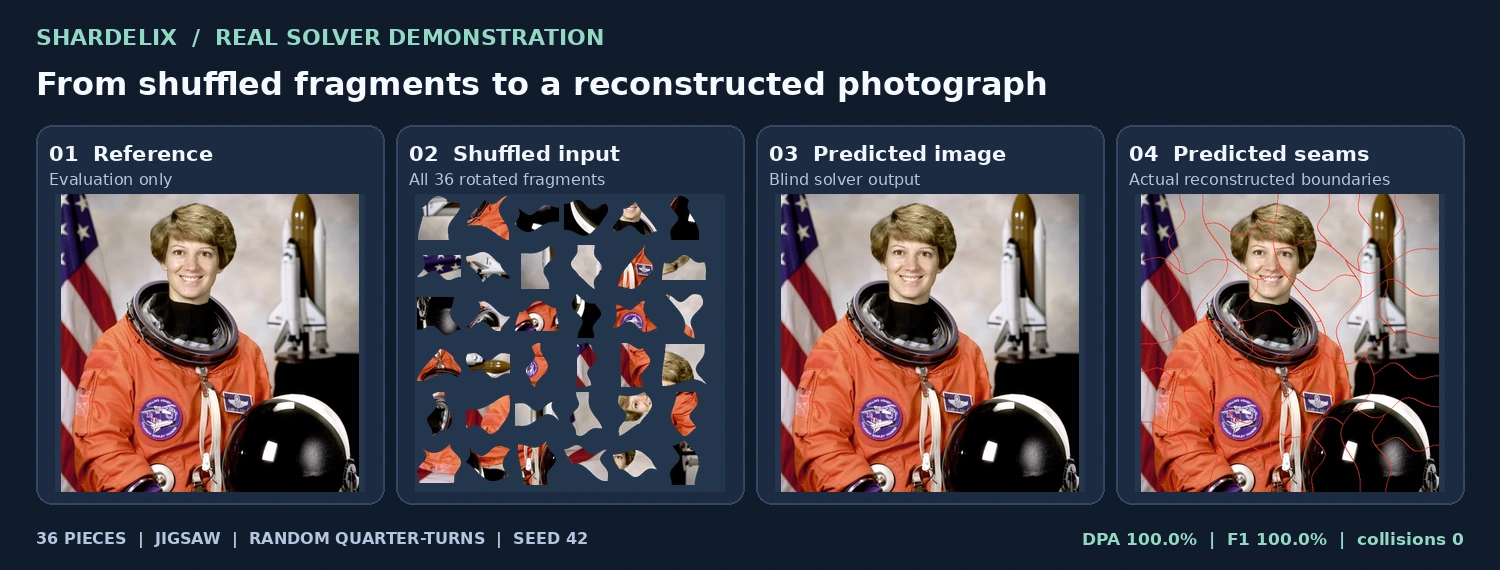 SHARDELIX / REAL SOLVER DEMONSTRATION
From shuffled fragments to a reconstructed photograph
01 Reference
Evaluation only
02 Shuffled input
All 36 rotated fragments
03 Predicted image
Blind solver output
04 Predicted seams
Actual reconstructed boundaries
36 PIECES | JIGSAW | RANDOM QUARTER-TURNS | SEED 42
DPA 100.0% | F1 100.0% | collisions 0